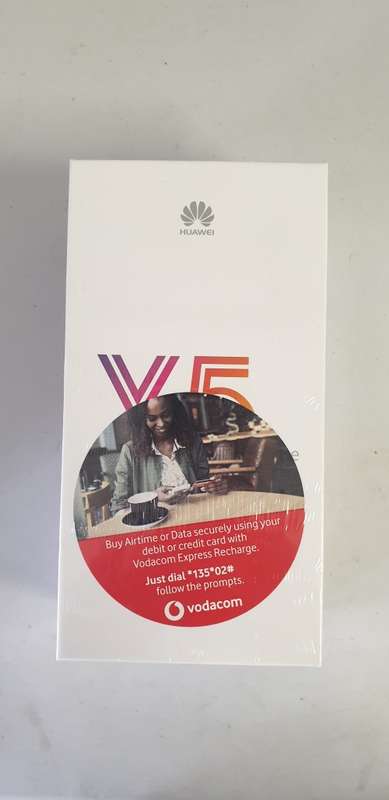 HUAWEI
Y5
Buy Airtime or Data securely using your
debit or credit card with
Vodacom Express Recharge.
Just dial *135*02#
follow the prompts.
vodacom